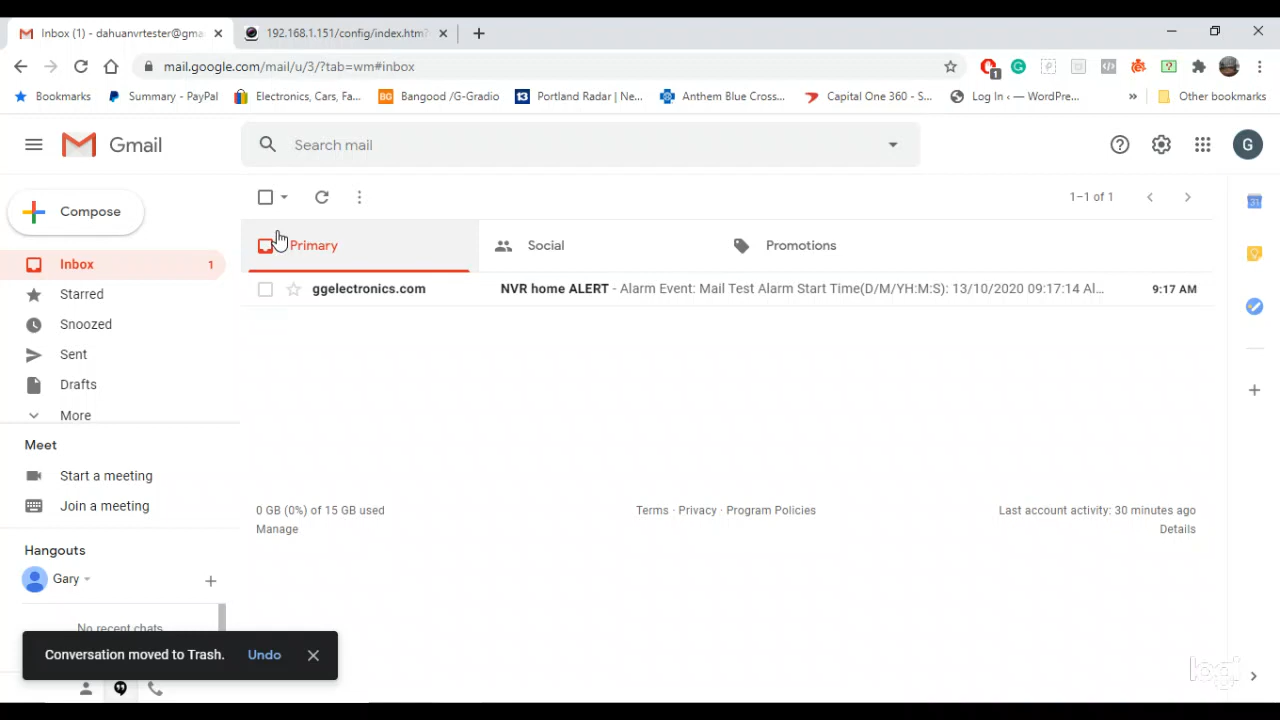 Inbox (1) - dahuanvrtester@gma
192.168.1.151/config/index.htm?
mail.google.com/mail/u/3/?tab=wm#inbox
1
Bookmarks
Summary - PayPal
Electronics, Cars, Fa...
BG
Bangood /G-Gradio
13
Portland Radar | Ne...
Anthem Blue Cross...
Capital One 360 - S...
Log In ‹ — WordPre...
»
Other bookmarks
Gmail
Search mail
G
Compose
1–1 of 1
31
Primary
Social
Promotions
Inbox 1
ggelectronics.com NVR home ALERT - Alarm Event: Mail Test Alarm Start Time(D/M/YH:M:S): 13/10/2020 09:17:14 Al... 9:17 AM
Starred
Snoozed
Sent
Drafts
More
Meet
Start a meeting
Join a meeting
0 GB (0%) of 15 GB used
Manage
Terms · Privacy · Program Policies
Last account activity: 30 minutes ago
Details
Hangouts
Gary
No recent chats
Conversation moved to Trash. Undo
logi